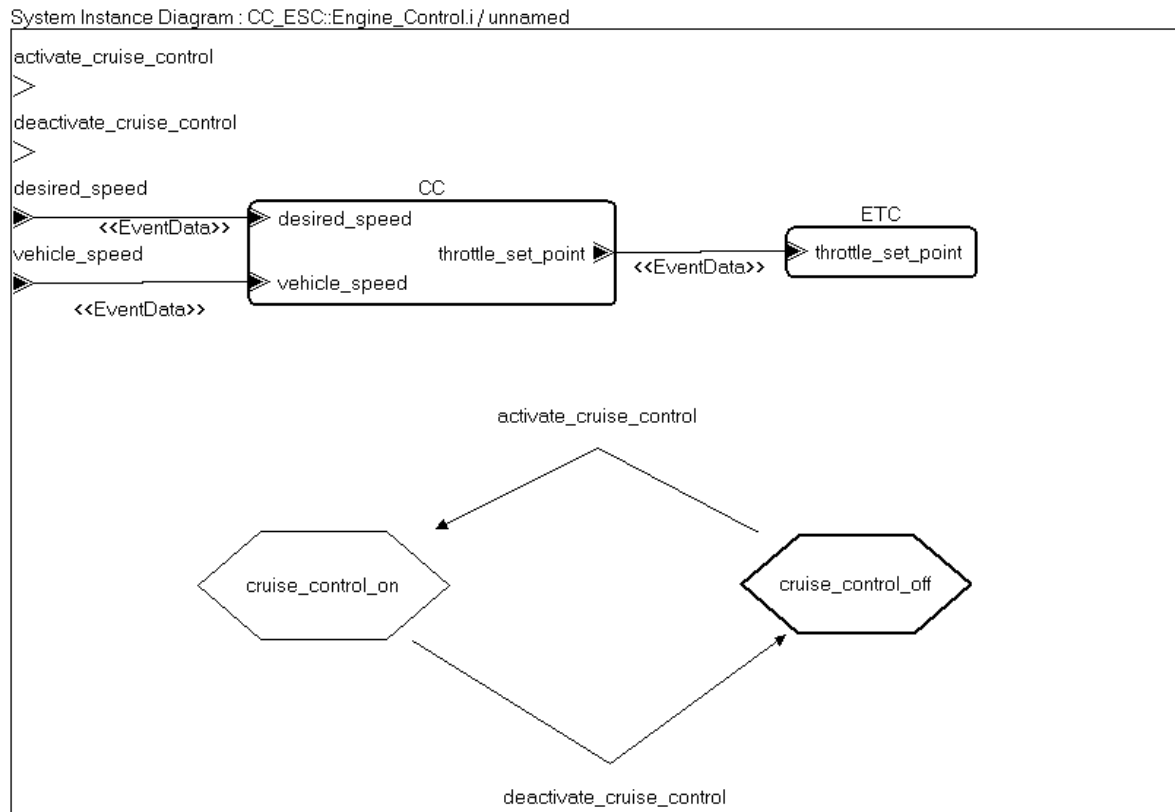 System Instance Diagram : CC_ESC::Engine_Control.i / unnamed
activate_cruise_control
deactivate_cruise_control
desired_speed
<<EventData>>
vehicle_speed
<<EventData>>
CC
desired_speed
throttle_set_point
vehicle_speed
<<EventData>>
ETC
throttle_set_point
activate_cruise_control
cruise_control_on
cruise_control_off
deactivate_cruise_control